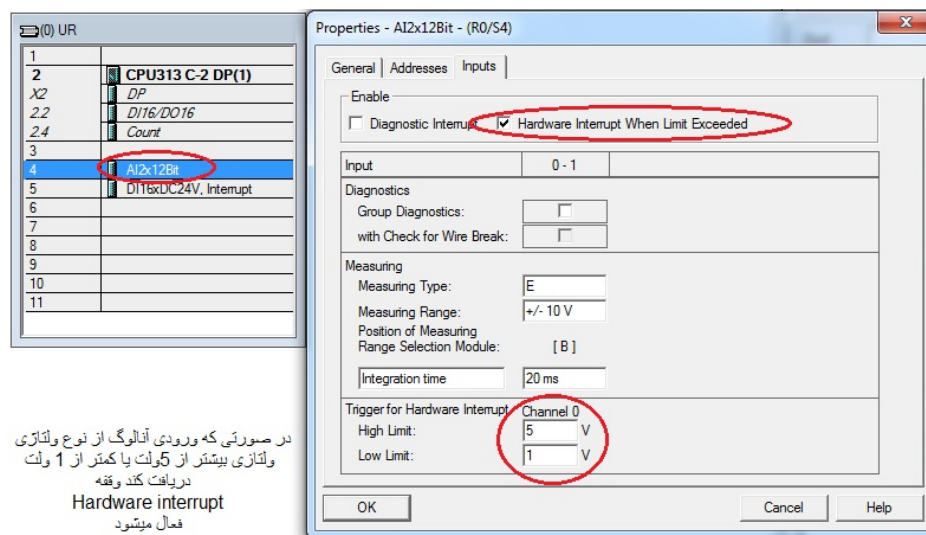 (0) UR
1
2 CPU313 C-2 DP(1)
X2 DP
2.2 DI16/DO16
2.4 Count
3
4 AI2x12Bit
5 DI16xDC24V, Interrupt
6
7
8
9
10
11
در صورتی که ورودی آنالوگ از نوع ولتاژی
ولتاژی بیشتر از 5ولت یا کمتر از 1 ولت
دریافت کند وقفه
Hardware interrupt
فعال میشود
Properties - AI2x12Bit - (R0/S4)
General Addresses Inputs
Enable
Diagnostic Interrupt Hardware Interrupt When Limit Exceeded
Input 0 - 1
Diagnostics
Group Diagnostics:
with Check for Wire Break:
Measuring
Measuring Type: E
Measuring Range: +/- 10 V
Position of Measuring
Range Selection Module: [ B ]
Integration time 20 ms
Trigger for Hardware Interrupt Channel 0
High Limit: 5 V
Low Limit: 1 V
OK Cancel Help